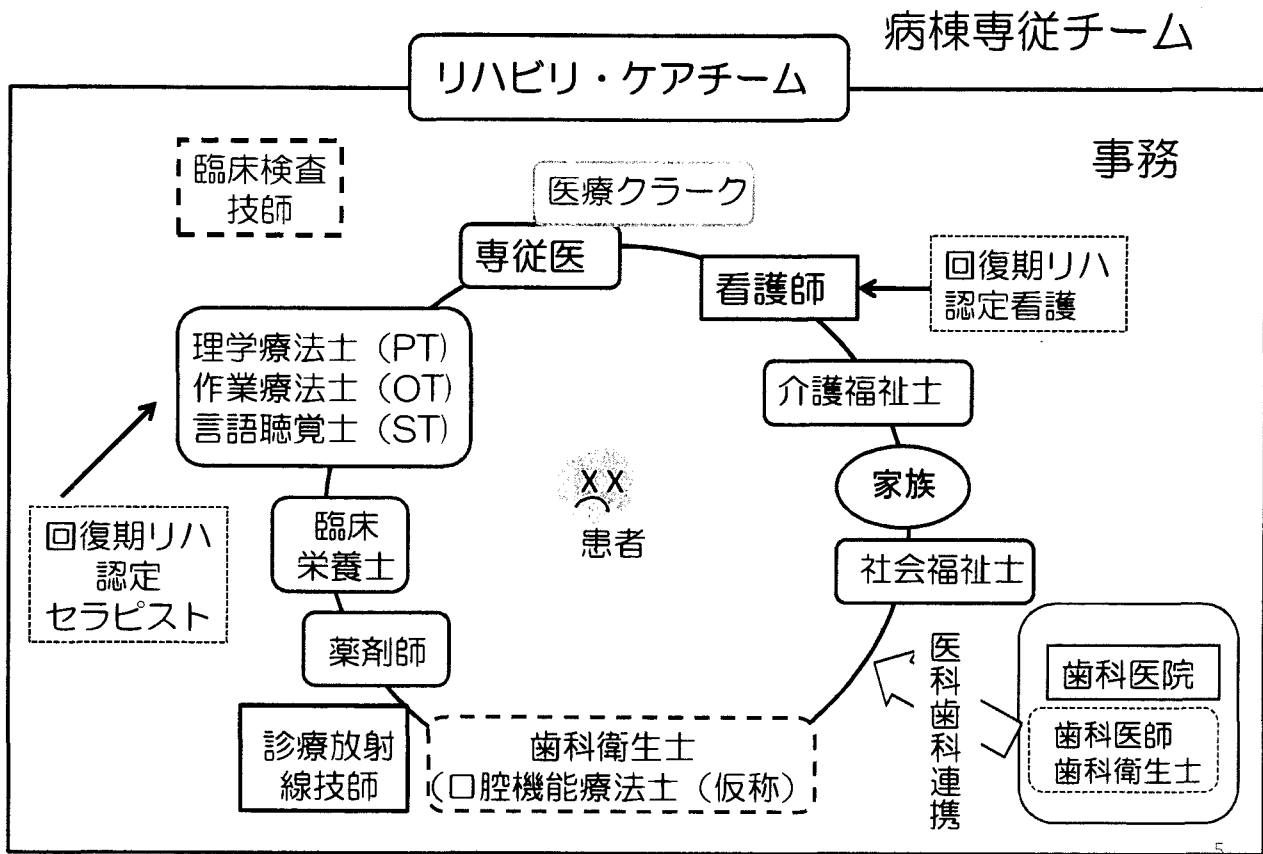 病棟専従チーム
リハビリ・ケアチーム
事務
臨床検査
技師
医療クラーク
専従医
看護師
回復期リハ
認定看護
理学療法士（PT）
作業療法士（OT）
言語聴覚士（ST）
介護福祉士
家族
XX
患者
回復期リハ
認定
セラピスト
臨床
栄養士
社会福祉士
薬剤師
医科歯科連携
歯科医院
歯科医師
歯科衛生士
診療放射
線技師
歯科衛生士
(口腔機能療法士（仮称）
5